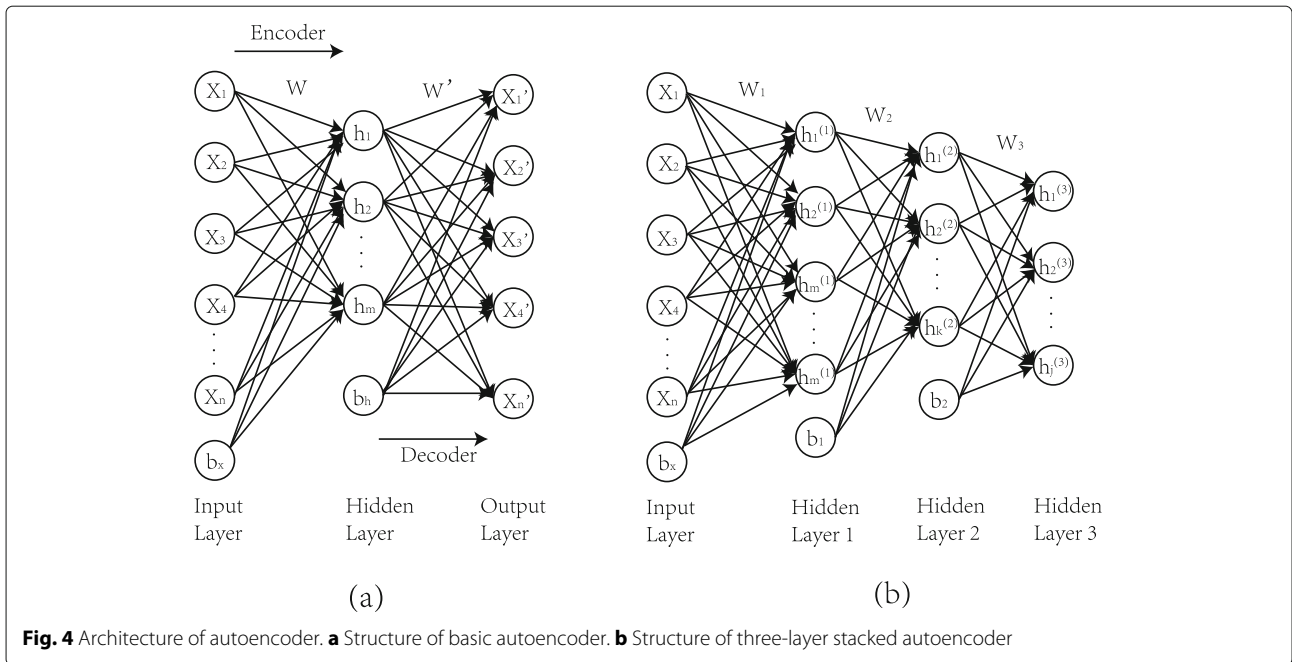 Encoder
W
W'
X₁
X₂
X₃
X₄
Xₙ
bₓ
h₁
h₂
hₘ
bₕ
X₁'
X₂'
X₃'
X₄'
Xₙ'
Decoder
Input
Layer
Hidden
Layer
Output
Layer
(a)
W₁
W₂
W₃
X₁
X₂
X₃
X₄
Xₙ
bₓ
h₁⁽¹⁾
h₂⁽¹⁾
hₘ⁽¹⁾
hₘ⁽¹⁾
b₁
h₁⁽²⁾
h₂⁽²⁾
hₖ⁽²⁾
b₂
h₁⁽³⁾
h₂⁽³⁾
hⱼ⁽³⁾
Input
Layer
Hidden
Layer 1
Hidden
Layer 2
Hidden
Layer 3
(b)
Fig. 4 Architecture of autoencoder. a Structure of basic autoencoder. b Structure of three-layer stacked autoencoder